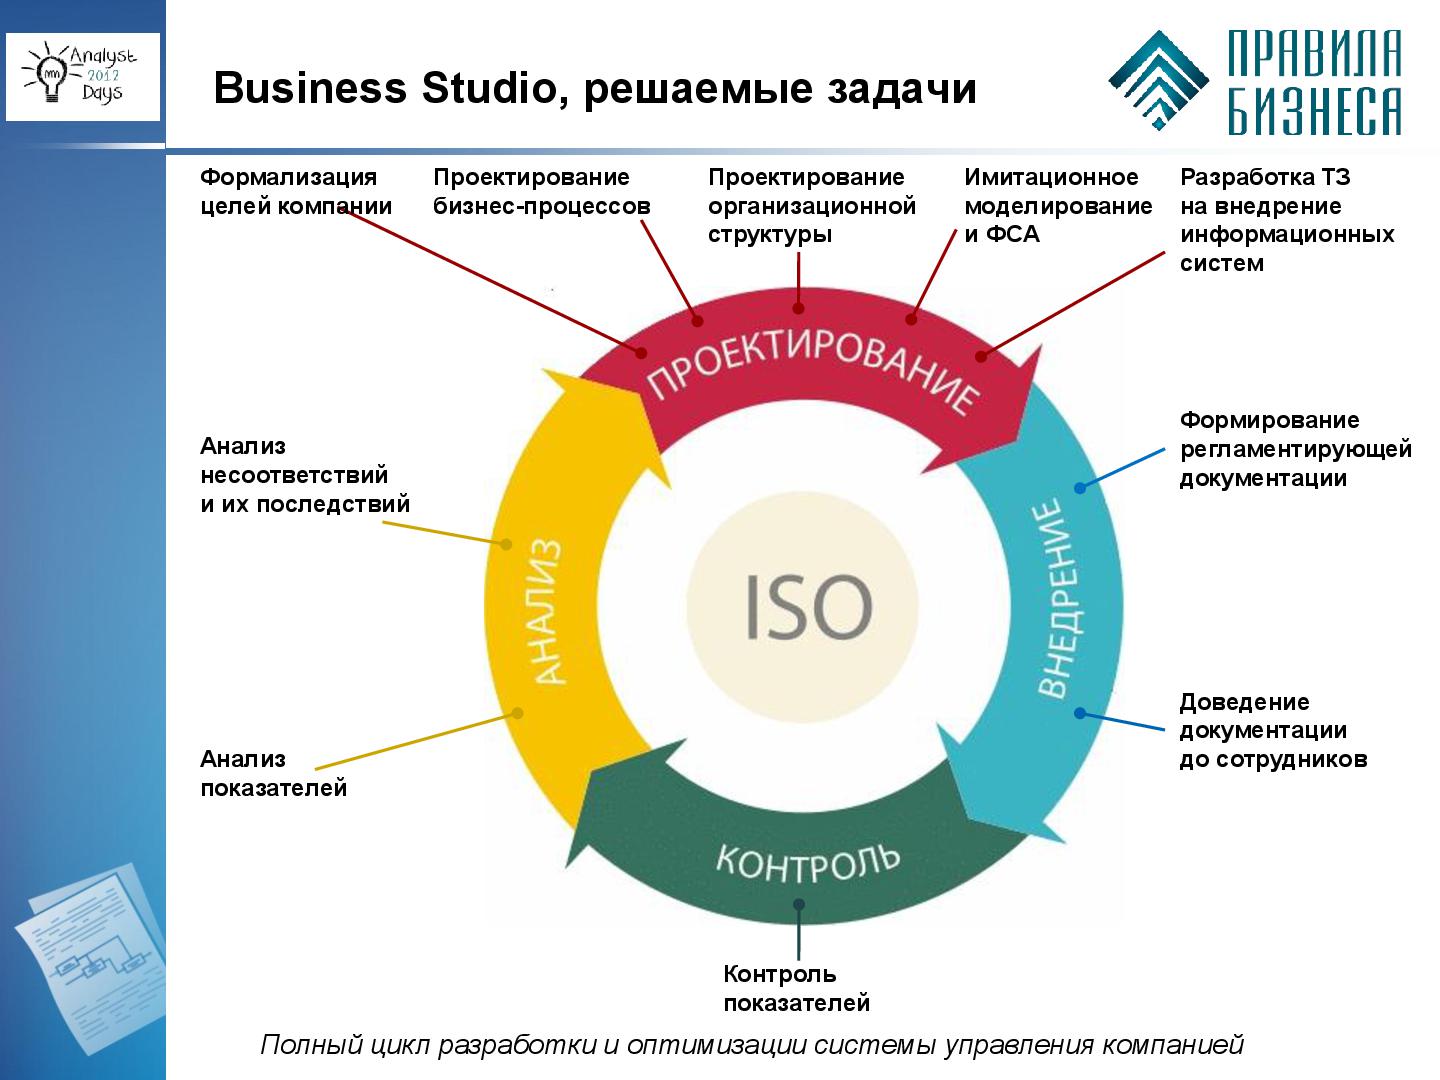 Analyst
2012
Days
Business Studio, решаемые задачи
ПРАВИЛА
БИЗНЕСА
Формализация
целей компании
Проектирование
бизнес-процессов
Проектирование
организационной
структуры
Имитационное
моделирование
и ФСА
Разработка ТЗ
на внедрение
информационных
систем
ПРОЕКТИРОВАНИЕ
Формирование
регламентирующей
документации
Анализ
несоответствий
и их последствий
АНАЛИЗ
ISO
ВНЕДРЕНИЕ
Доведение
документации
до сотрудников
Анализ
показателей
КОНТРОЛЬ
Контроль
показателей
Полный цикл разработки и оптимизации системы управления компанией